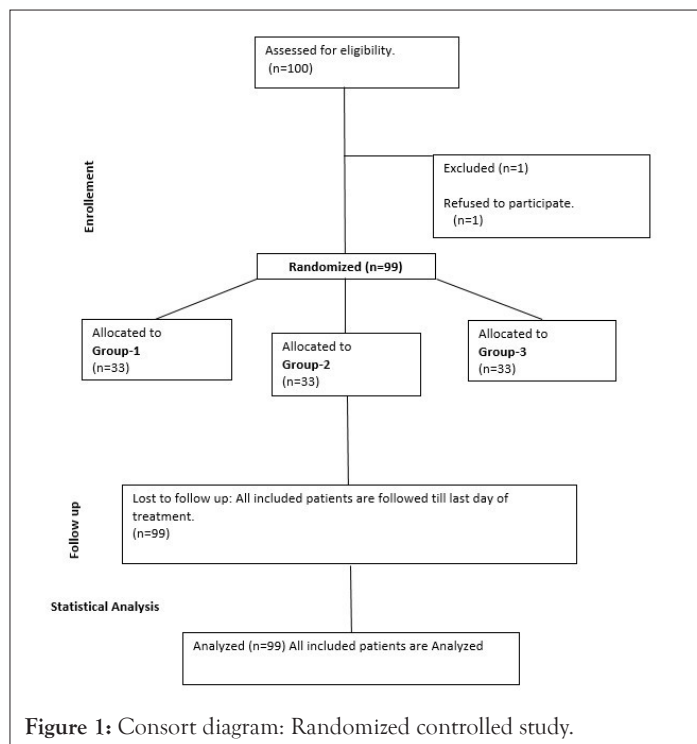 Assessed for eligibility.
(n=100)
Enrollement
Excluded (n=1)
Refused to participate.
(n=1)
Randomized (n=99)
Allocated to
Group-1
(n=33)
Allocated to
Group-2
(n=33)
Allocated to
Group-3
(n=33)
Follow up
Lost to follow up: All included patients are followed till last day of
treatment.
(n=99)
Statistical Analysis
Analyzed (n=99) All included patients are Analyzed
Figure 1: Consort diagram: Randomized controlled study.